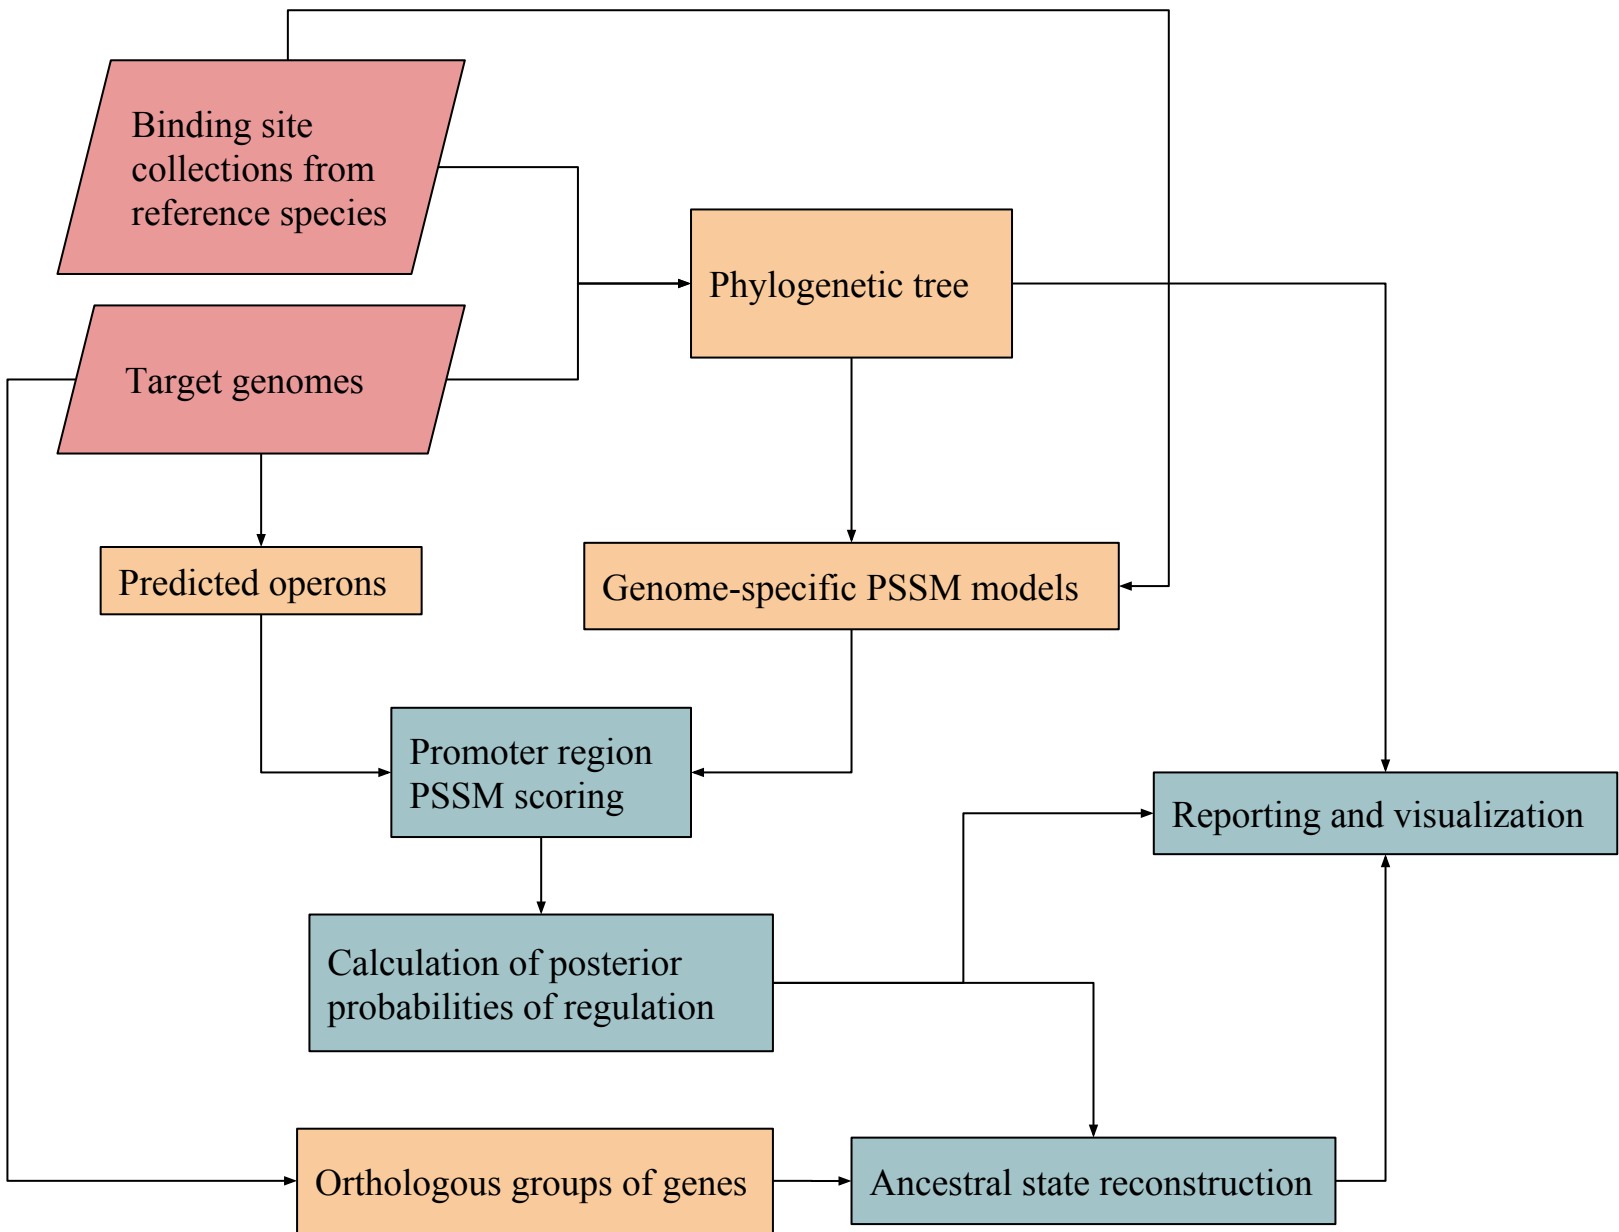 Binding site
collections from
reference species
Phylogenetic tree
Target genomes
Predicted operons
Genome-specific PSSM models
Promoter region
PSSM scoring
Reporting and visualization
Calculation of posterior
probabilities of regulation
Orthologous groups of genes
Ancestral state reconstruction